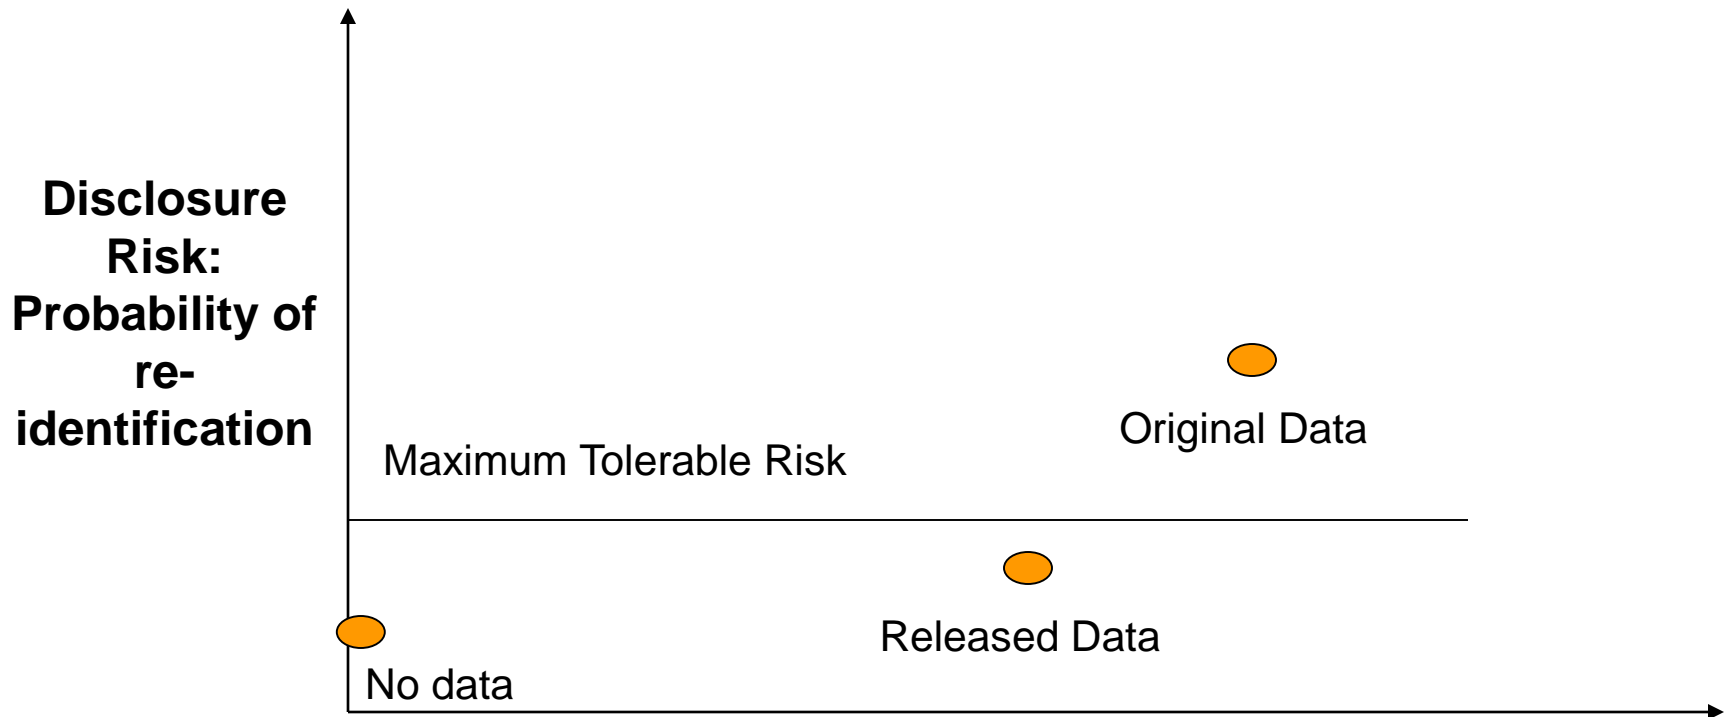 Disclosure
Risk:
Probability of
re-
identification
Maximum Tolerable Risk
Original Data
Released Data
No data